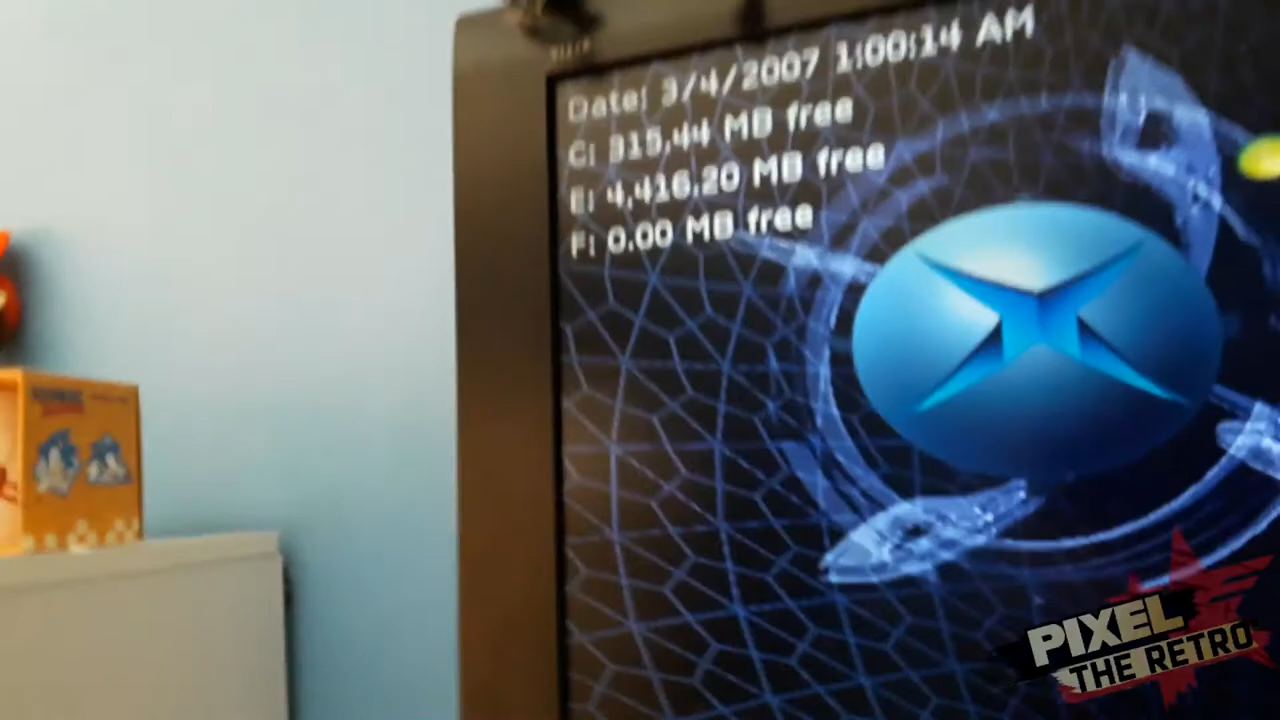 Date: 3/4/2007 1:00:14 AM
C: 315.44 MB free
E: 4,416.20 MB free
F: 0.00 MB free
PIXEL
THE RETRO